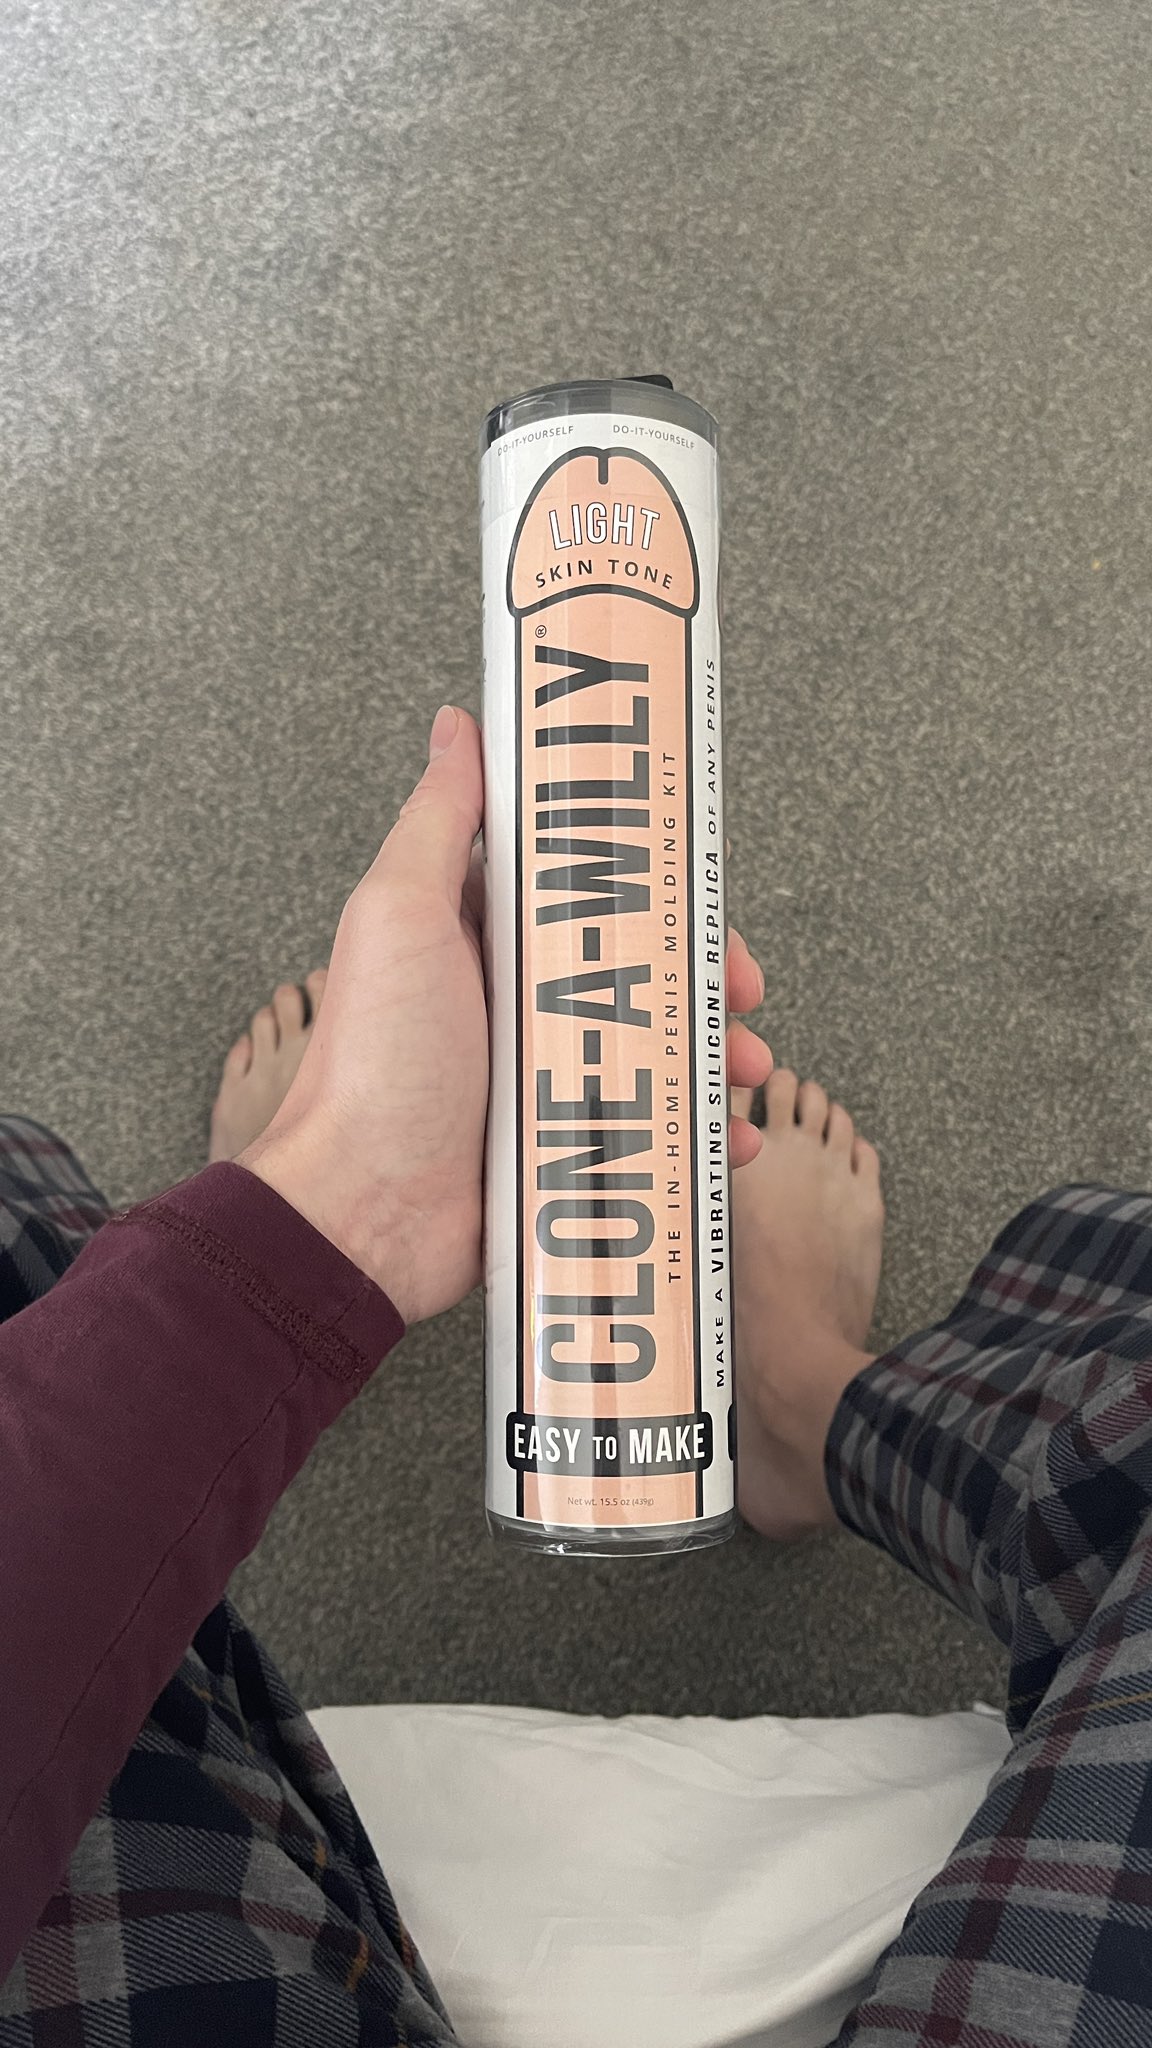 DO-IT-YOURSELF
DO-IT-YOURSELF
LIGHT
SKIN TONE
CLONE-A-WILLY®
THE IN-HOME PENIS MOLDING KIT
MAKE A VIBRATING SILICONE REPLICA OF ANY PENIS
EASY TO MAKE
Net wt. 15.5 oz (439g)